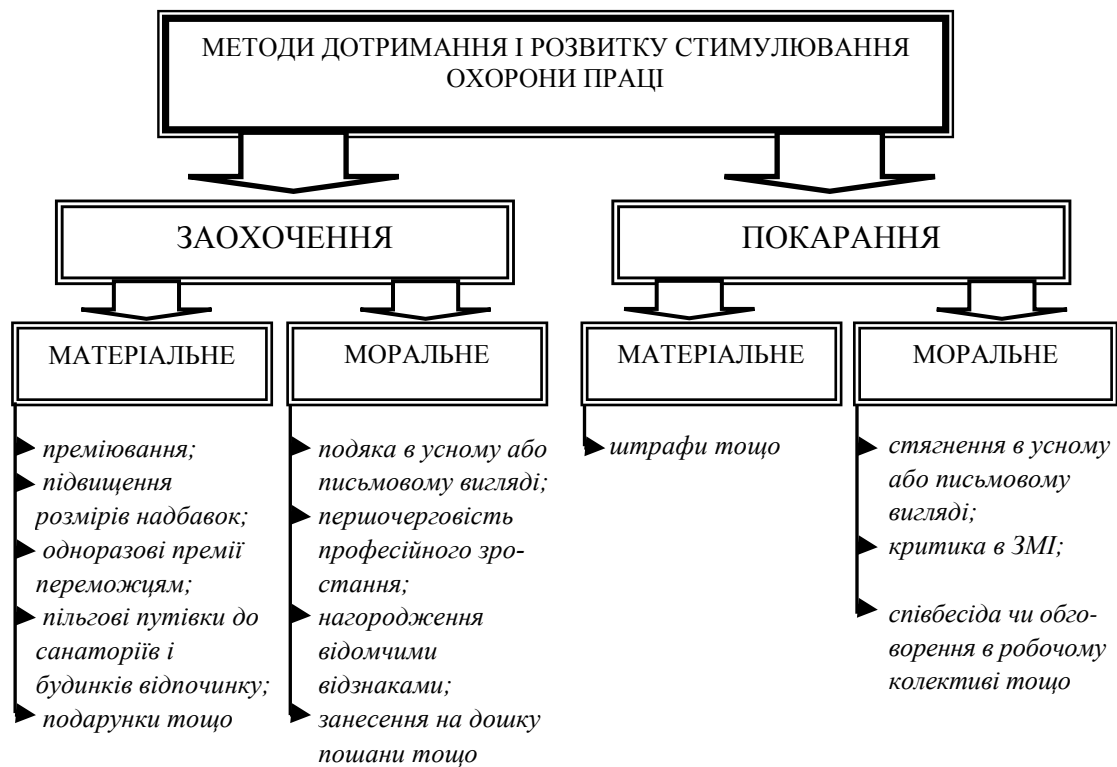 МЕТОДИ ДОТРИМАННЯ І РОЗВИТКУ СТИМУЛЮВАННЯ
ОХОРОНИ ПРАЦІ
ЗАОХОЧЕННЯ
ПОКАРАННЯ
МАТЕРІАЛЬНЕ
МОРАЛЬНЕ
МАТЕРІАЛЬНЕ
МОРАЛЬНЕ
преміювання;
підвищення
розмірів надбавок;
одноразові премії
переможцям;
пільгові путівки до
санаторіїв і
будинків відпочинку;
подарунки тощо
подяка в усному або
письмовому вигляді;
першочерговість
професійного зро-
стання;
нагородження
відомчими
відзнаками;
занесення на дошку
пошани тощо
штрафи тощо
стягнення в усному
або письмовому
вигляді;
критика в ЗМІ;
співбесіда чи обго-
ворення в робочому
колективі тощо